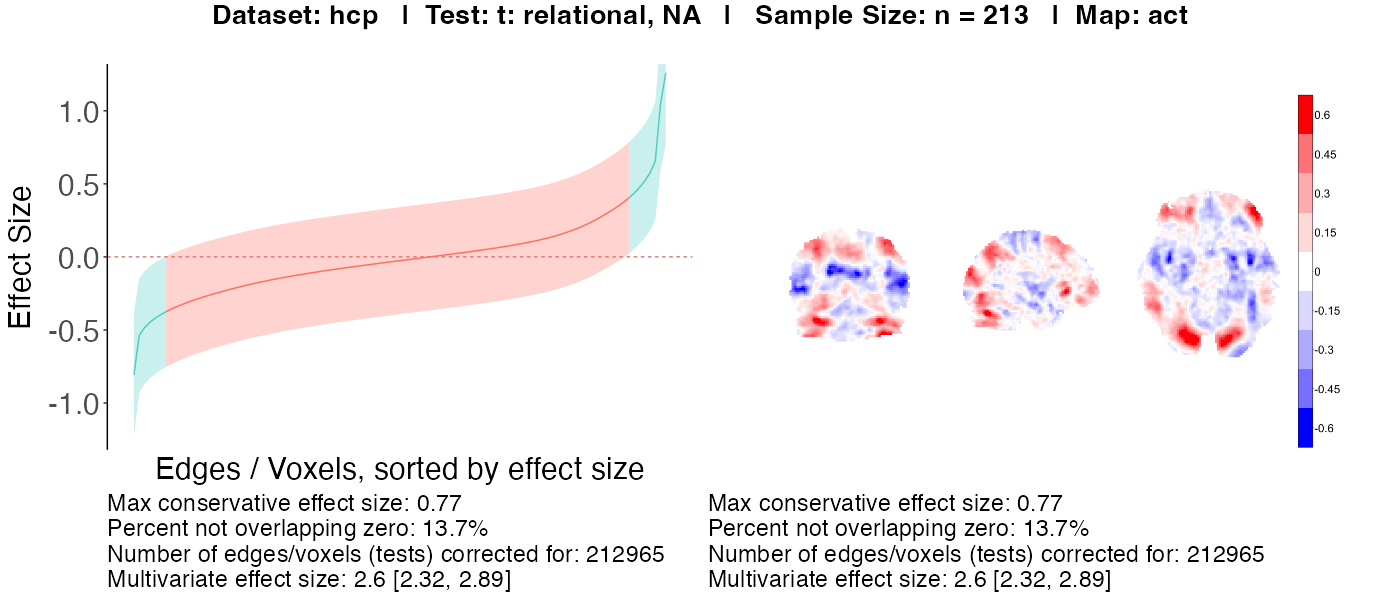 Dataset: hcp | Test: t: relational, NA | Sample Size: n = 213 | Map: act
Effect Size
1.0
0.5
0.0
-0.5
-1.0
Edges / Voxels, sorted by effect size
Max conservative effect size: 0.77
Percent not overlapping zero: 13.7%
Number of edges/voxels (tests) corrected for: 212965
Multivariate effect size: 2.6 [2.32, 2.89]
0.6
0.45
0.3
0.15
0
-0.15
-0.3
-0.45
-0.6
Max conservative effect size: 0.77
Percent not overlapping zero: 13.7%
Number of edges/voxels (tests) corrected for: 212965
Multivariate effect size: 2.6 [2.32, 2.89]